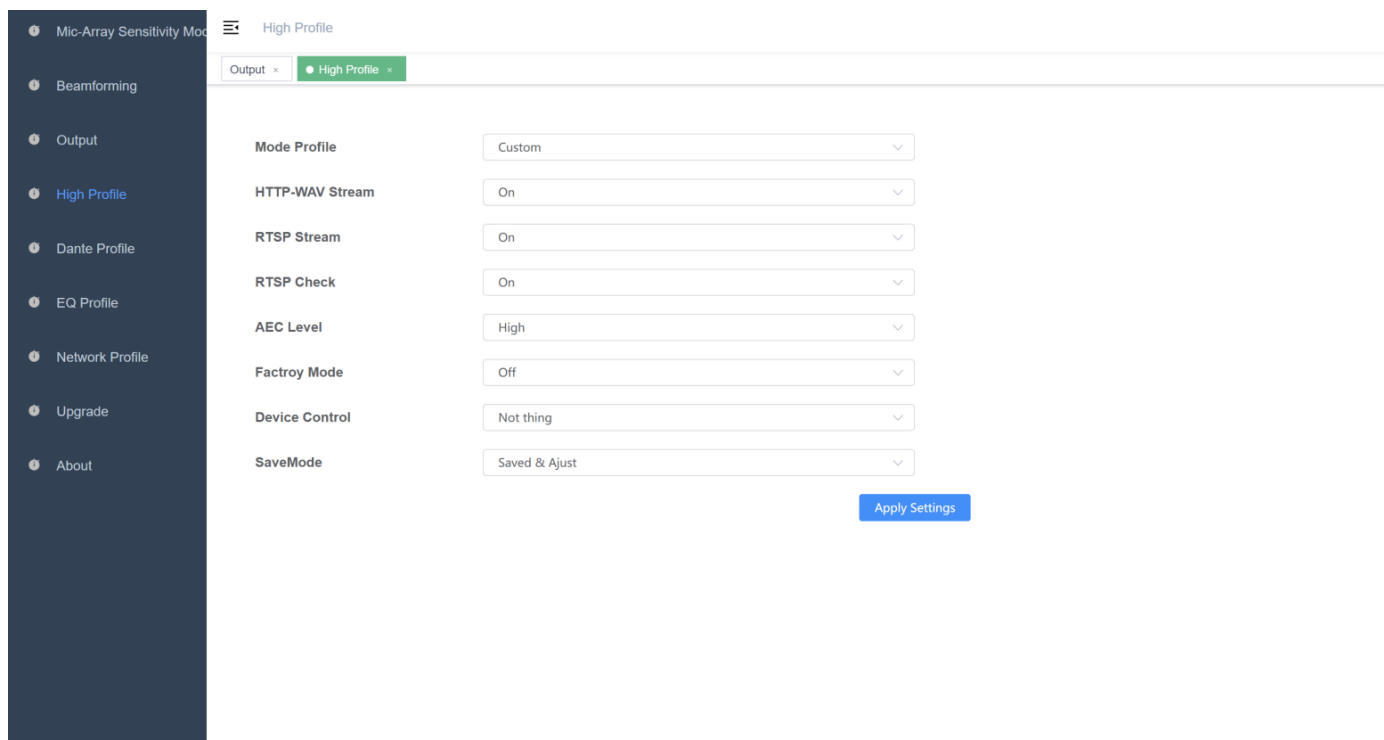 Mic-Array Sensitivity Mod
Beamforming
Output
High Profile
Dante Profile
EQ Profile
Network Profile
Upgrade
About
High Profile
Output ×
High Profile ×
Mode Profile Custom
HTTP-WAV Stream On
RTSP Stream On
RTSP Check On
AEC Level High
Factroy Mode Off
Device Control Not thing
SaveMode Saved & Ajust
Apply Settings